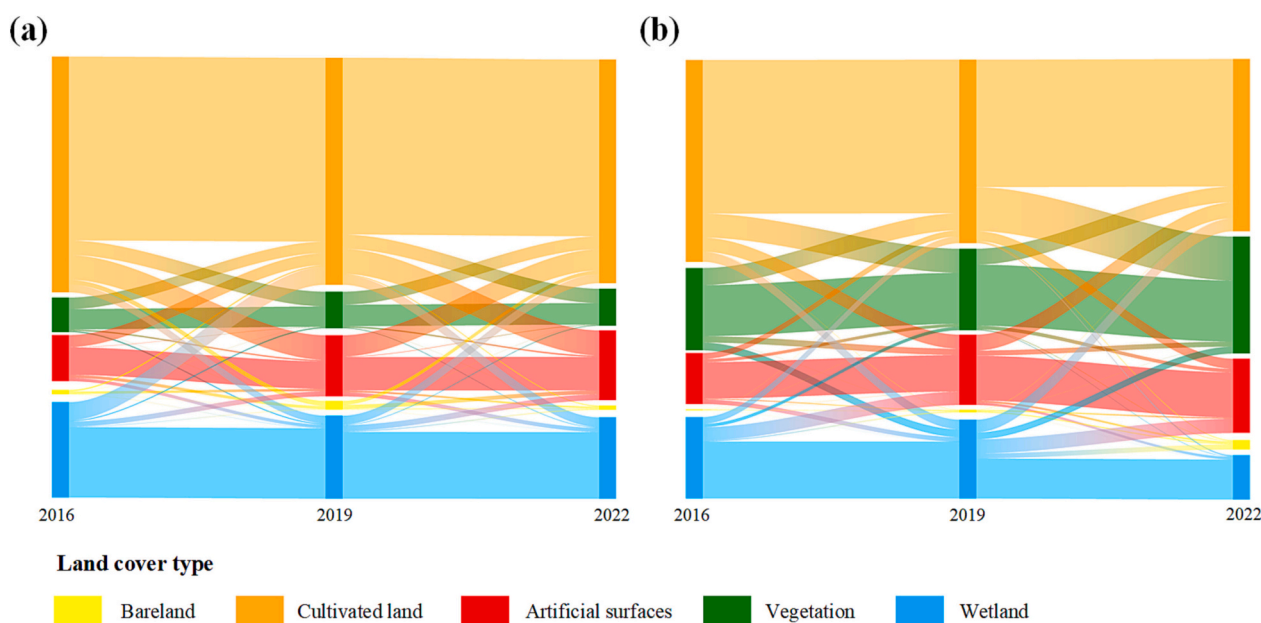 (a)
(b)
2016 2019 2022 2016 2019 2022
Land cover type
Bareland Cultivated land Artificial surfaces Vegetation Wetland